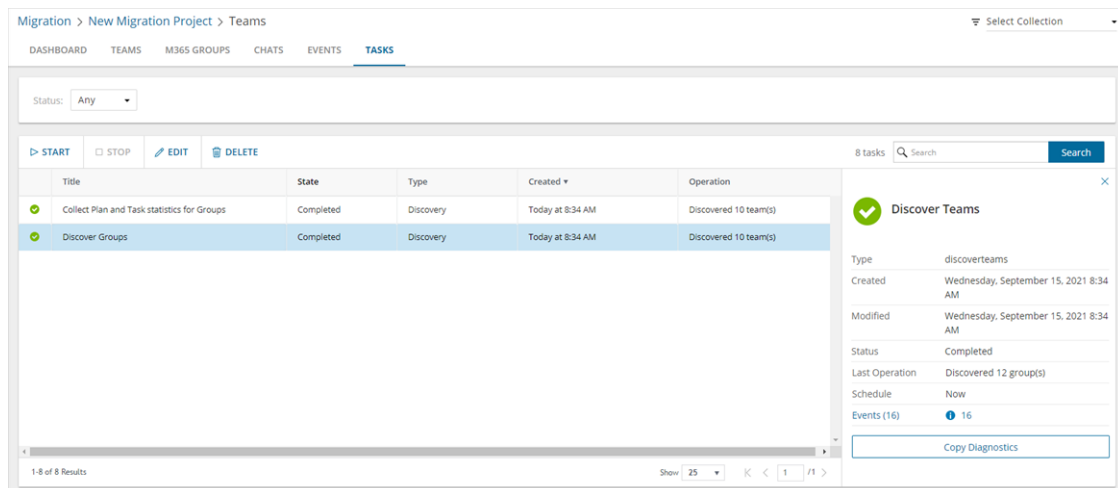 Migration > New Migration Project > Teams
Select Collection
DASHBOARD TEAMS M365 GROUPS CHATS EVENTS TASKS
Status: Any
START STOP EDIT DELETE
8 tasks Search Search
Title State Type Created Operation
Collect Plan and Task statistics for Groups Completed Discovery Today at 8:34 AM Discovered 10 team(s)
Discover Groups Completed Discovery Today at 8:34 AM Discovered 10 team(s)
Discover Teams
Type discoverteams
Created Wednesday, September 15, 2021 8:34
AM
Modified Wednesday, September 15, 2021 8:34
AM
Status Completed
Last Operation Discovered 12 group(s)
Schedule Now
Events (16) 16
Copy Diagnostics
1-8 of 8 Results
Show 25 1 /1